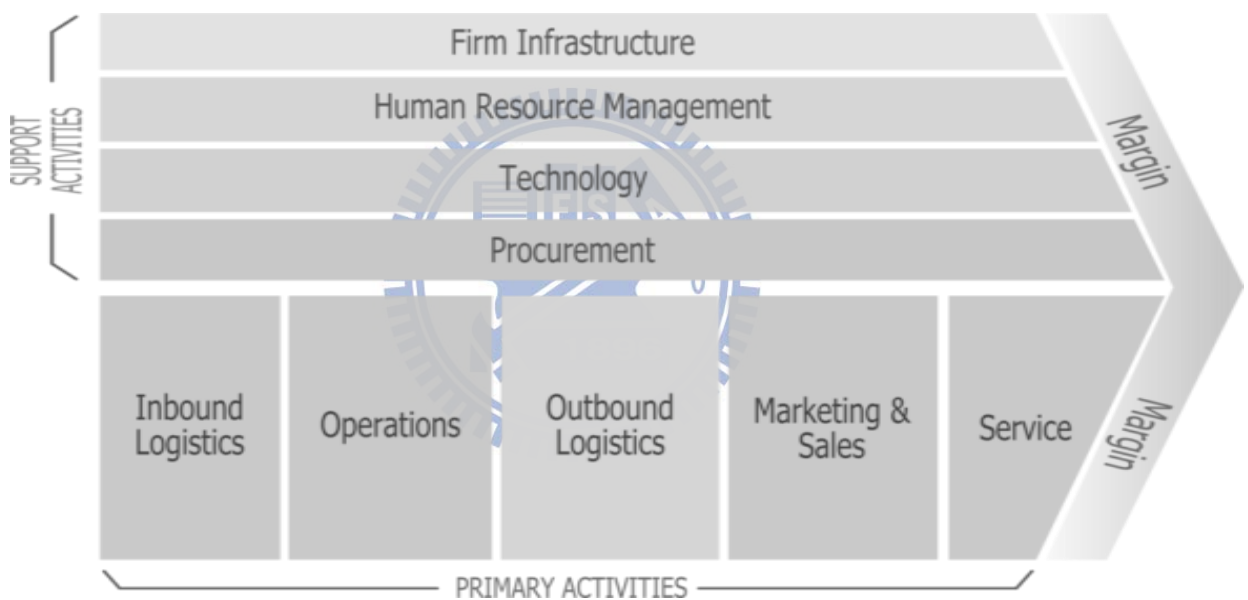 Firm Infrastructure
Human Resource Management
Technology
Procurement
SUPPORT
ACTIVITIES
Margin
Inbound
Logistics
Operations
Outbound
Logistics
Marketing &
Sales
Service
Margin
PRIMARY ACTIVITIES